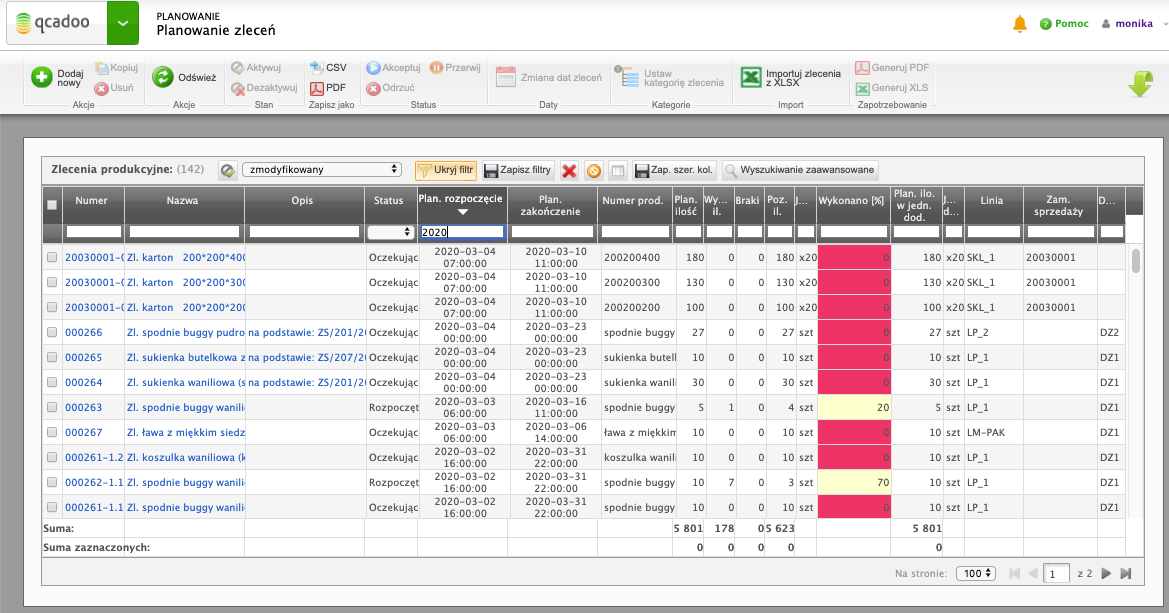 qcadoo
PLANOWANIE
Planowanie zleceń
Pomoc
monika
Dodaj nowy
Kopiuj
Usuń
Akcje
Odśwież
Akcje
Aktywuj
Dezaktywuj
Stan
CSV
PDF
Zapisz jako
Akceptuj
Przerwij
Odrzuć
Status
Zmiana dat zleceń
Daty
Ustaw kategorię zlecenia
Kategorie
Importuj zlecenia z XLSX
Import
Generuj PDF
Generuj XLS
Zapotrzebowanie
Zlecenia produkcyjne: (142)
zmodyfikowany
Ukryj filtr
Zapisz filtry
Zap. szer. kol.
Wyszukiwanie zaawansowane
Numer Nazwa Opis Status Plan. rozpoczęcie Plan. zakończenie Numer prod. Plan. ilość Wy... il. Braki Poz. il. J... Wykonano [%] Plan. ilo. w jedn. dod. J... d... Linia Zam. sprzedaży D...
2020
20030001-0 Zl. karton 200*200*400 Oczekując 2020-03-04 07:00:00 2020-03-10 11:00:00 200200400 180 0 0 180 x20 0 180 x20 SKL_1 20030001
20030001-0 Zl. karton 200*200*300 Oczekując 2020-03-04 07:00:00 2020-03-10 11:00:00 200200300 130 0 0 130 x20 0 130 x20 SKL_1 20030001
20030001-0 Zl. karton 200*200*200 Oczekując 2020-03-04 07:00:00 2020-03-10 11:00:00 200200200 100 0 0 100 x20 0 100 x20 SKL_1 20030001
000266 Zl. spodnie buggy pudro na podstawie: ZS/201/20 Oczekując 2020-03-04 00:00:00 2020-03-23 00:00:00 spodnie buggy 27 0 0 27 szt 0 27 szt LP_2 DZ2
000265 Zl. sukienka butelkowa z na podstawie: ZS/207/20 Oczekując 2020-03-04 00:00:00 2020-03-23 00:00:00 sukienka butel 10 0 0 10 szt 0 10 szt LP_1 DZ1
000264 Zl. sukienka waniliowa (s na podstawie: ZS/201/20 Oczekując 2020-03-04 00:00:00 2020-03-23 00:00:00 sukienka wanili 30 0 0 30 szt 0 30 szt LP_1 DZ1
000263 Zl. spodnie buggy wanili Rozpoczęt 2020-03-03 06:00:00 2020-03-16 11:00:00 spodnie buggy 5 1 0 4 szt 20 5 szt LP_1 DZ1
000267 Zl. ława z miękkim siedz Oczekując 2020-03-03 06:00:00 2020-03-06 14:00:00 ława z miękkim 10 0 0 10 szt 0 10 szt LM-PAK DZ1
000261-1.2 Zl. koszulka waniliowa (k Oczekując 2020-03-02 16:00:00 2020-03-31 22:00:00 koszulka wanili 10 0 0 10 szt 0 10 szt LP_1 DZ1
000262-1.1 Zl. spodnie buggy wanili Rozpoczęt 2020-03-02 16:00:00 2020-03-31 22:00:00 spodnie buggy 10 7 0 3 szt 70 10 szt LP_1 DZ1
000261-1.1 Zl. spodnie buggy wanili Oczekując 2020-03-02 16:00:00 2020-03-31 22:00:00 spodnie buggy 10 0 0 10 szt 0 10 szt LP_1 DZ1
Suma: 5 801 178 0 5 623 5 801
Suma zaznaczonych: 0 0 0 0 0
Na stronie: 100 1 z 2